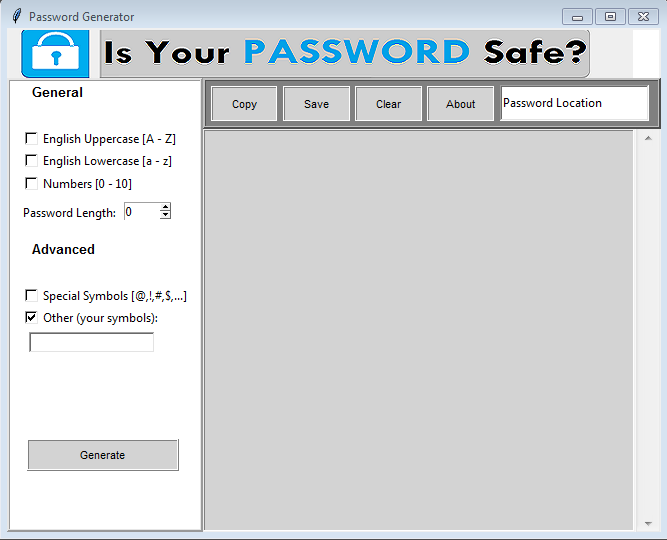 Password Generator
Is Your PASSWORD Safe?
General
Copy Save Clear About Password Location
English Uppercase [A - Z]
English Lowercase [a - z]
Numbers [0 - 10]
Password Length: 0
Advanced
Special Symbols [@,!,#,$,...]
Other (your symbols):
Generate